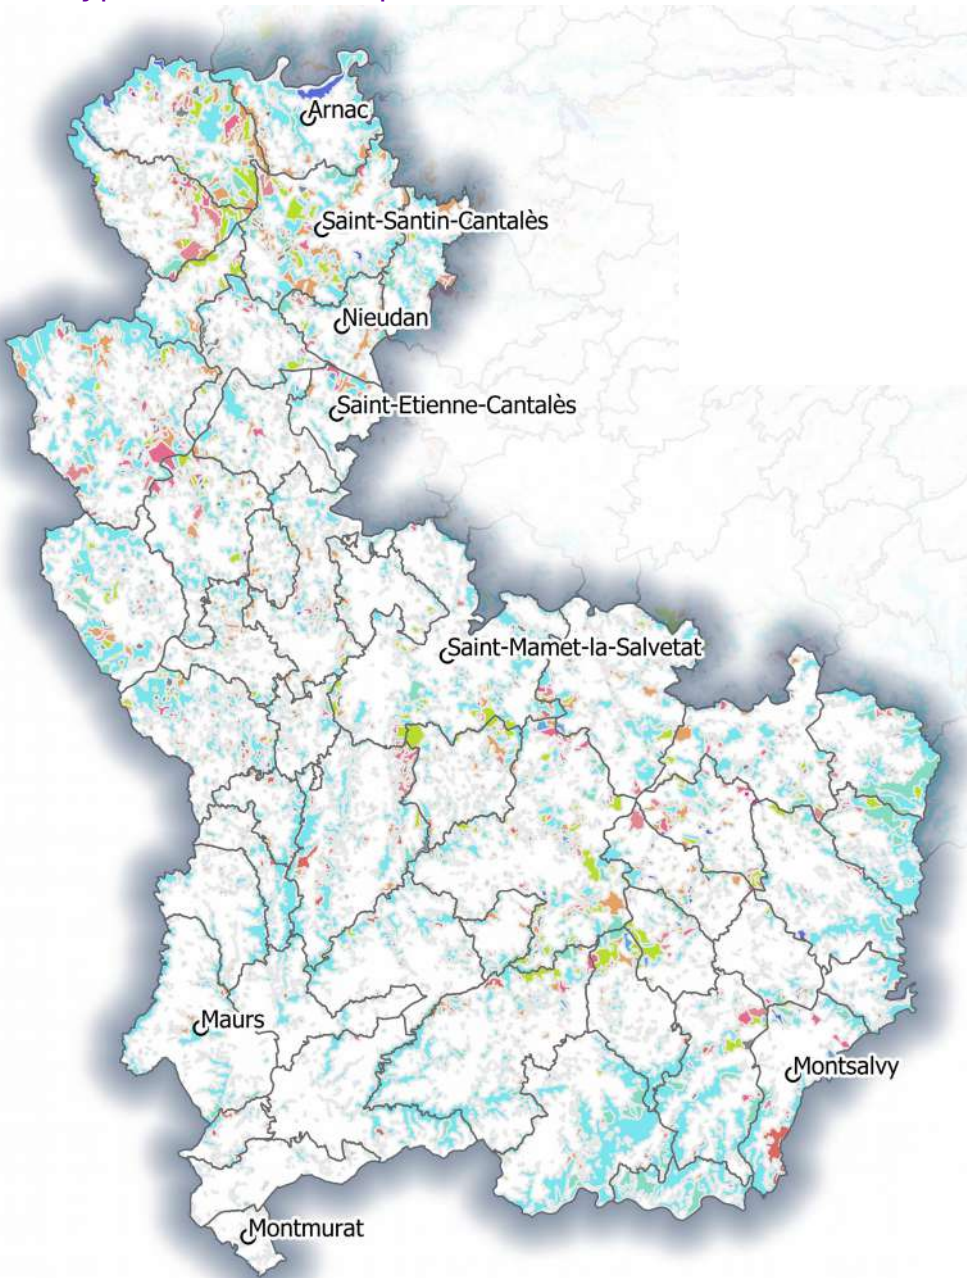 Arnac
Saint-Santin-Cantalès
Nieudan
Saint-Etienne-Cantalès
Saint-Mamet-la-Salvetat
Maurs
Montsalvy
Montmurat